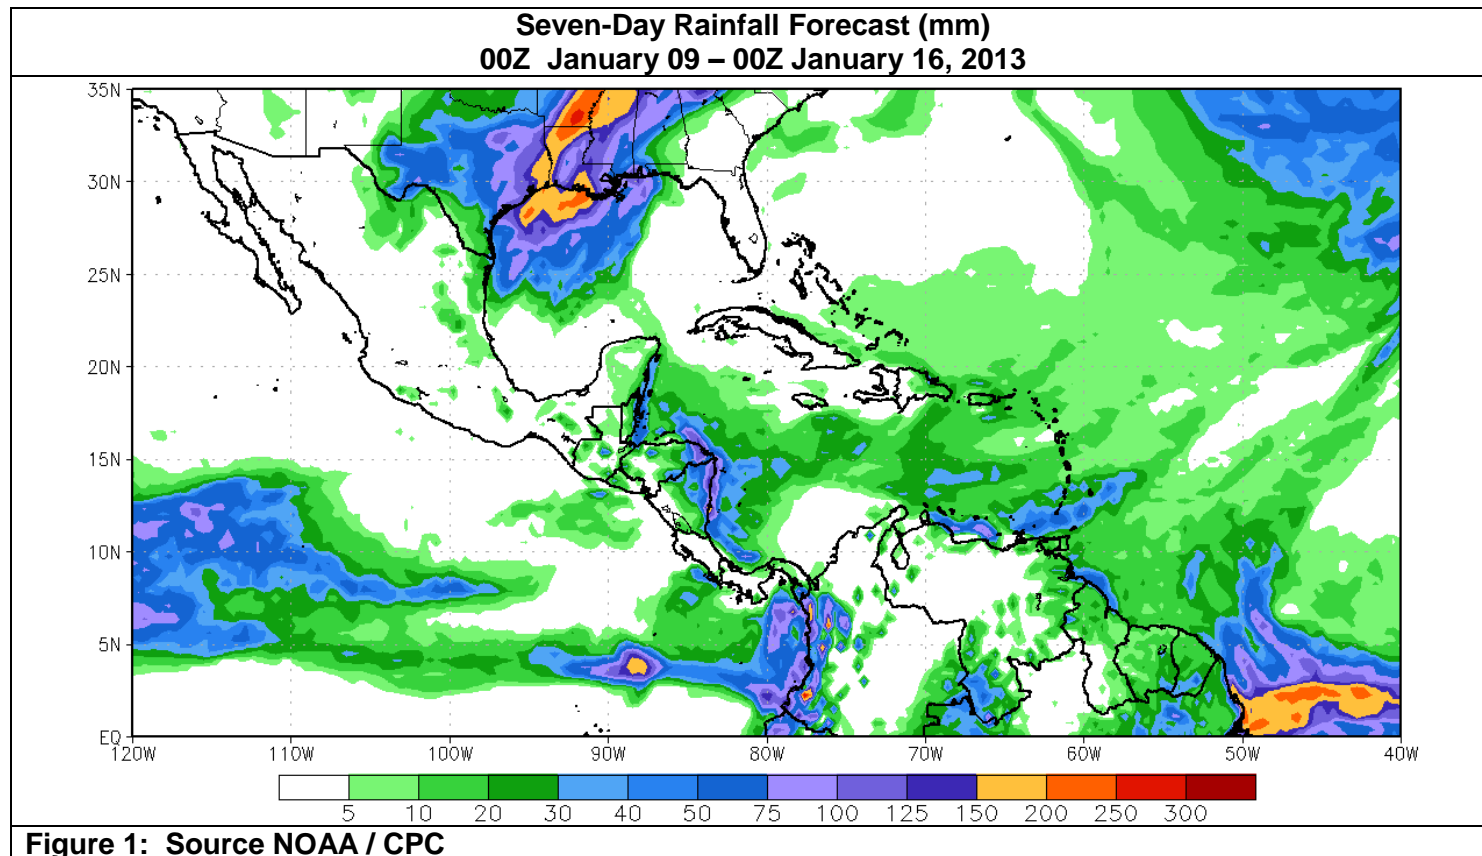 Seven-Day Rainfall Forecast (mm)
00Z  January 09 – 00Z January 16, 2013
35N
30N
25N
20N
15N
10N
5N
EQ
120W 110W 100W 90W 80W 70W 60W 50W 40W
5 10 20 30 40 50 75 100 125 150 200 250 300
Figure 1:  Source NOAA / CPC